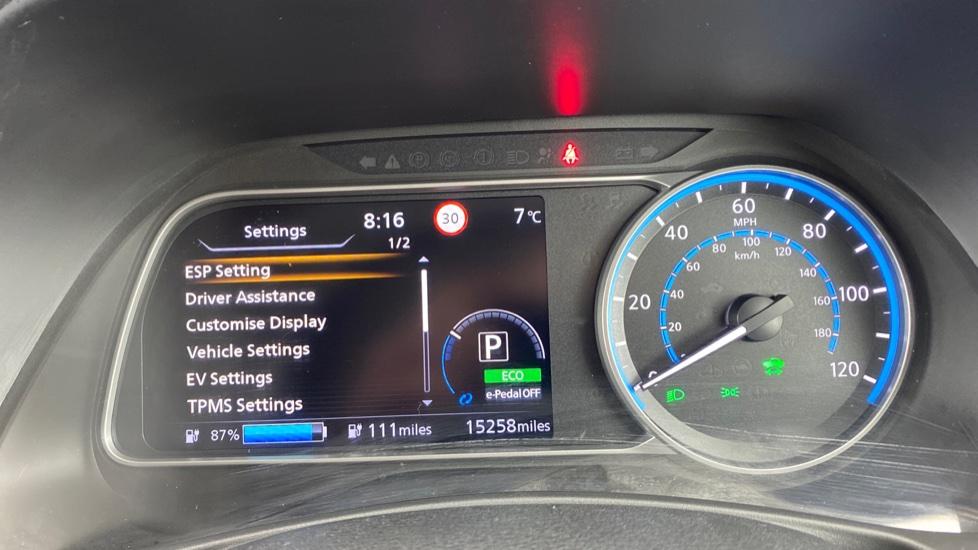 Settings
8:16
30
7°C
1/2
ESP Setting
Driver Assistance
Customise Display
Vehicle Settings
EV Settings
TPMS Settings
P
ECO
e-Pedal OFF
87%
111 miles
15258 miles
0 20 40 60 80 100 120
MPH
20 40 60 80 100 120 140 160 180
km/h